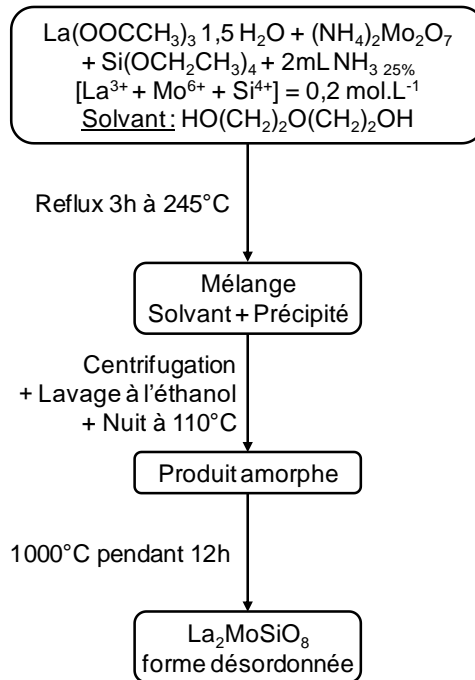 La(OOCCH₃)₃ 1,5 H₂O + (NH₄)₂Mo₂O₇
+ Si(OCH₂CH₃)₄ + 2mL NH₃ 25%
[La³⁺ + Mo⁶⁺ + Si⁴⁺] = 0,2 mol.L⁻¹
Solvant : HO(CH₂)₂O(CH₂)₂OH
Reflux 3h à 245°C
Mélange
Solvant + Précipité
Centrifugation
+ Lavage à l’éthanol
+ Nuit à 110°C
Produit amorphe
1000°C pendant 12h
La₂MoSiO₈
forme désordonnée